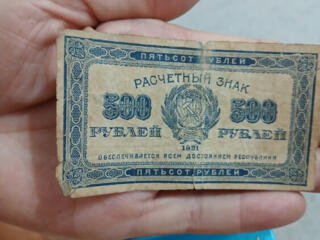 ПЯТЬСОТ РУБЛЕЙ
РАСЧЕТНЫЙ ЗНАК
500 500
РУБЛЕЙ РУБЛЕЙ
1921
ОБЕСПЕЧИВАЕТСЯ ВСЕМ ДОСТОЯНИЕМ РЕСПУБЛИКИ
ПЯТЬСОТ РУБЛЕЙ